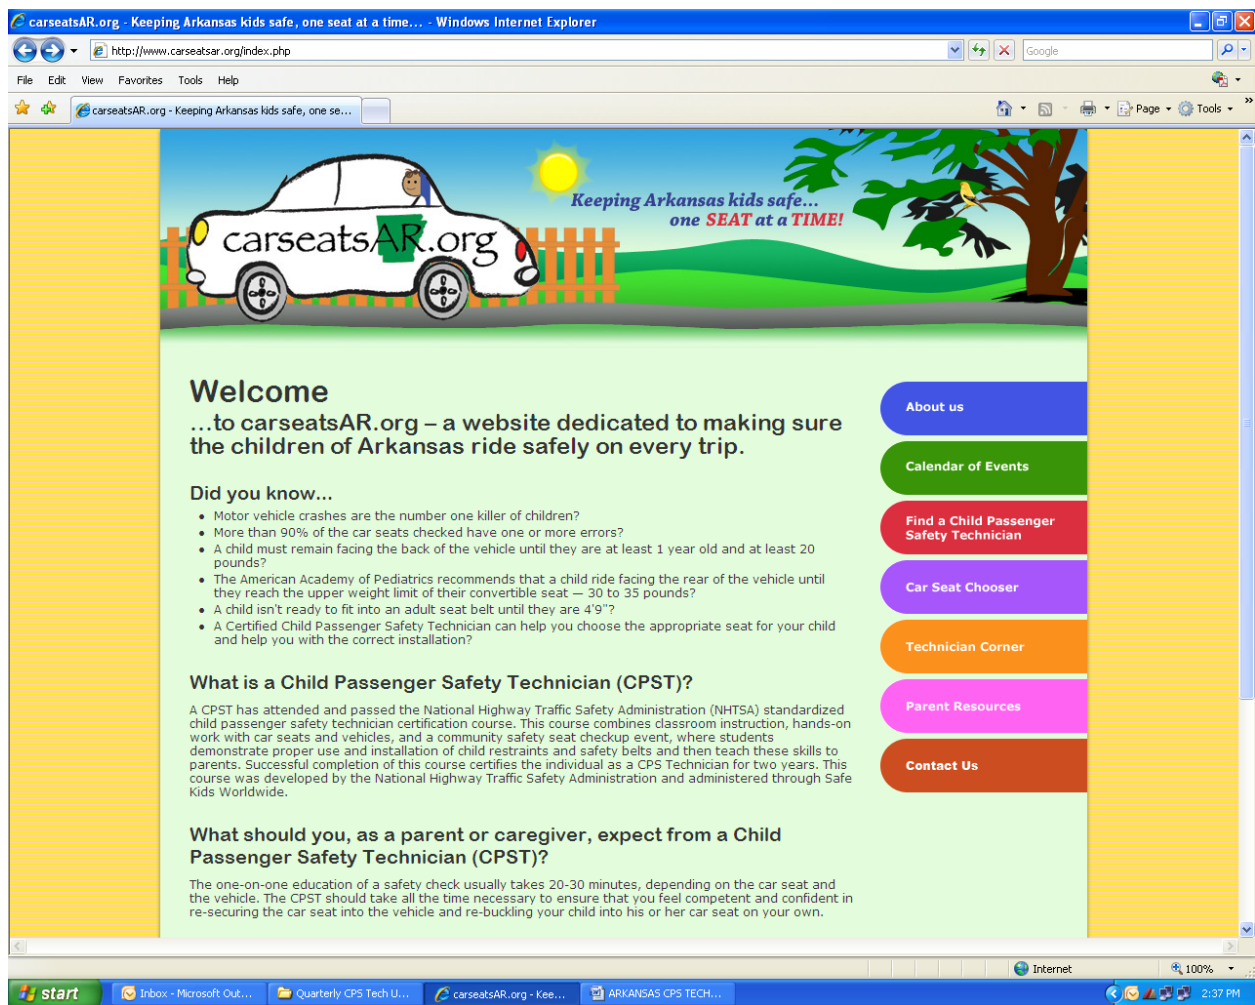 carseatsAR.org - Keeping Arkansas kids safe, one seat at a time... - Windows Internet Explorer
http://www.carseatsar.org/index.php
Google
File Edit View Favorites Tools Help
carseatsAR.org - Keeping Arkansas kids safe, one se...
Page Tools »
Keeping Arkansas kids safe...
one SEAT at a TIME!
carseatsAR.org
Welcome
...to carseatsAR.org – a website dedicated to making sure
the children of Arkansas ride safely on every trip.
Did you know...
• Motor vehicle crashes are the number one killer of children?
• More than 90% of the car seats checked have one or more errors?
• A child must remain facing the back of the vehicle until they are at least 1 year old and at least 20
pounds?
• The American Academy of Pediatrics recommends that a child ride facing the rear of the vehicle until
they reach the upper weight limit of their convertible seat — 30 to 35 pounds?
• A child isn't ready to fit into an adult seat belt until they are 4'9"?
• A Certified Child Passenger Safety Technician can help you choose the appropriate seat for your child
and help you with the correct installation?
What is a Child Passenger Safety Technician (CPST)?
A CPST has attended and passed the National Highway Traffic Safety Administration (NHTSA) standardized
child passenger safety technician certification course. This course combines classroom instruction, hands-on
work with car seats and vehicles, and a community safety seat checkup event, where students
demonstrate proper use and installation of child restraints and safety belts and then teach these skills to
parents. Successful completion of this course certifies the individual as a CPS Technician for two years. This
course was developed by the National Highway Traffic Safety Administration and administered through Safe
Kids Worldwide.
What should you, as a parent or caregiver, expect from a Child
Passenger Safety Technician (CPST)?
The one-on-one education of a safety check usually takes 20-30 minutes, depending on the car seat and
the vehicle. The CPST should take all the time necessary to ensure that you feel competent and confident in
re-securing the car seat into the vehicle and re-buckling your child into his or her car seat on your own.
About us
Calendar of Events
Find a Child Passenger
Safety Technician
Car Seat Chooser
Technician Corner
Parent Resources
Contact Us
Internet
100%
start
Inbox - Microsoft Out...
Quarterly CPS Tech U...
carseatsAR.org - Kee...
ARKANSAS CPS TECH...
2:37 PM